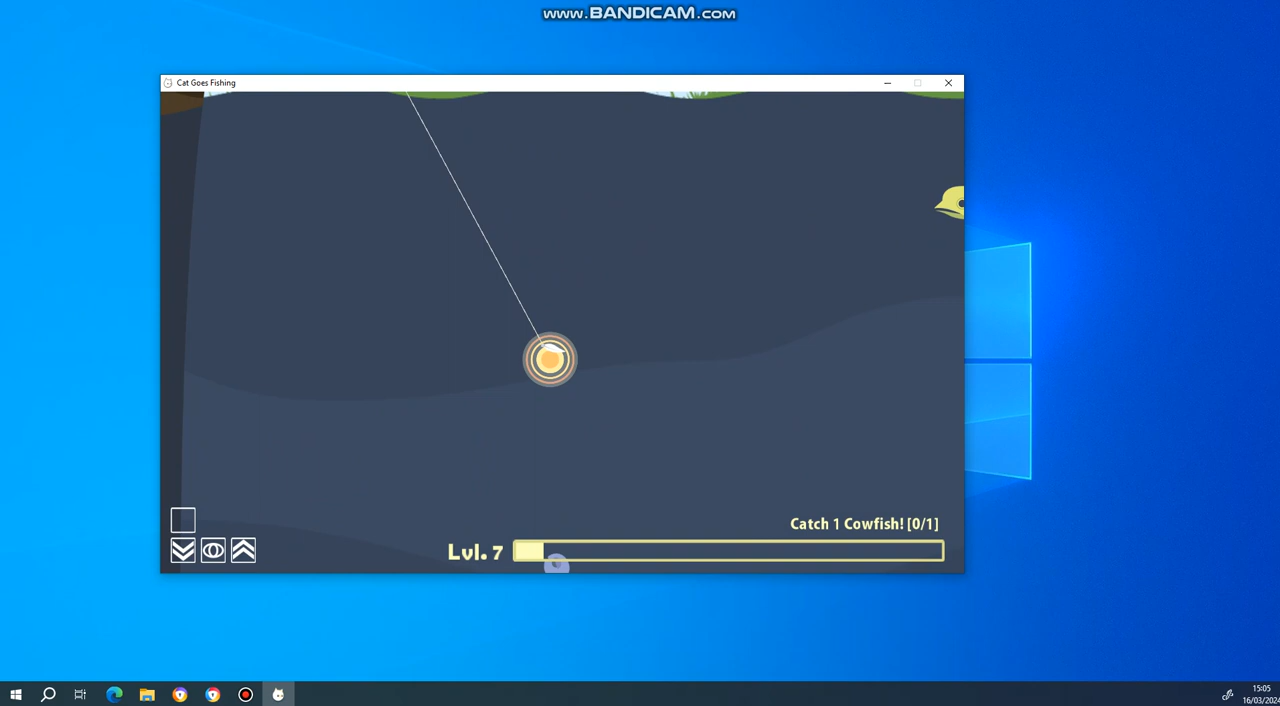 www.BANDICAM.com
Cat Goes Fishing
Catch 1 Cowfish! [0/1]
Lvl. 7
15:05
16/03/2024